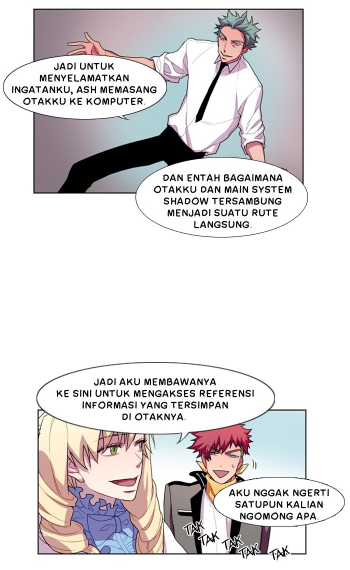 JADI UNTUK
MENYELAMATKAN
INGATANKU, ASH MEMASANG
OTAKKU KE KOMPUTER.
DAN ENTAH BAGAIMANA
OTAKKU DAN MAIN SYSTEM
SHADOW TERSAMBUNG
MENJADI SUATU RUTE
LANGSUNG.
JADI AKU MEMBAWANYA
KE SINI UNTUK MENGAKSES REFERENSI
INFORMASI YANG TERSIMPAN
DI OTAKNYA.
AKU NGGAK NGERTI
SATUPUN KALIAN
NGOMONG APA.
TAK
TAK
TAK
TAK
TAK